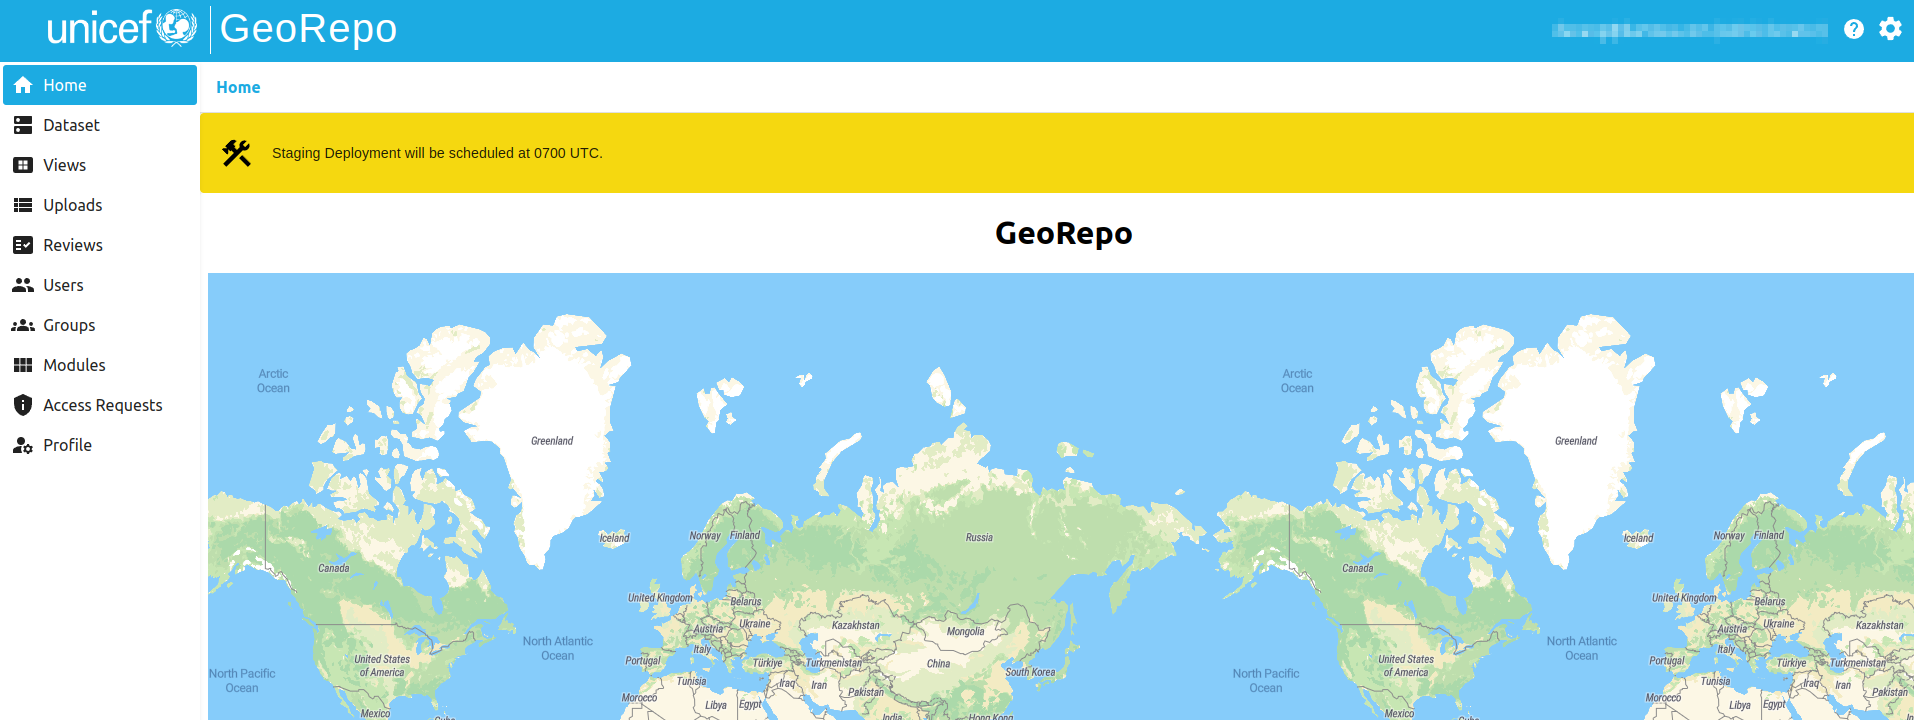 unicef GeoRepo
Home
Dataset
Views
Uploads
Reviews
Users
Groups
Modules
Access Requests
Profile
Home
Staging Deployment will be scheduled at 0700 UTC.
GeoRepo
Arctic
Ocean
Greenland
Iceland
Norway
Finland
Russia
Canada
United Kingdom
Belarus
Austria
Ukraine
Kazakhstan
Mongolia
North Atlantic
Ocean
Italy
United States
of America
Portugal
Türkiye
Turkmenistan
China
South Korea
North Pacific
Ocean
Tunisia
Iraq
Iran
Pakistan
Morocco
Libya
Egypt
Mexico
Cuba
India
Hong Kong
Arctic
Ocean
Greenland
Iceland
Norway
Finland
Canada
United Kingdom
Belarus
Austria
Ukraine
Kazakhstan
North Atlantic
Ocean
Italy
United States
of America
Portugal
Türkiye
Turkmenistan
North Pacific
Ocean
Tunisia
Iraq
Iran
Pakistan
Morocco
Libya
Egypt
Mexico
Cuba